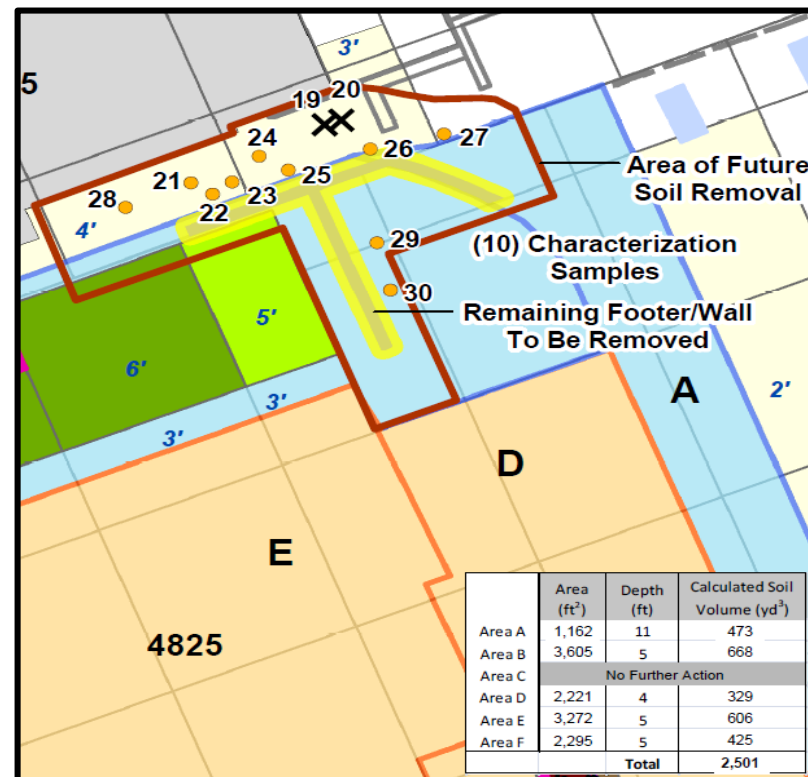 3'
5
20
19
24
27
26
Area of Future
Soil Removal
25
21
28
23
22
4'
29
(10) Characterization
Samples
30
Remaining Footer/Wall
To Be Removed
5'
6'
A
2'
3'
3'
D
E
4825
Area (ft²) Depth (ft) Calculated Soil Volume (yd³)
Area A 1,162 11 473
Area B 3,605 5 668
Area C No Further Action
Area D 2,221 4 329
Area E 3,272 5 606
Area F 2,295 5 425
Total 2,501